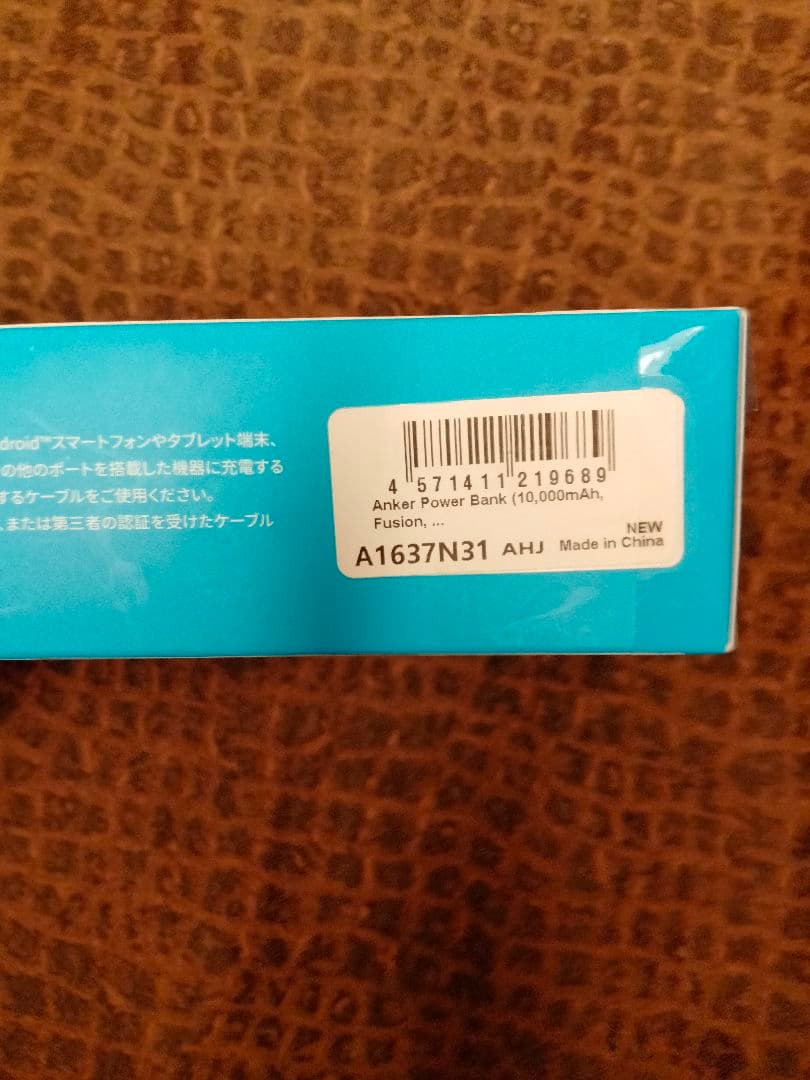 droid™スマートフォンやタブレット端末、
の他のポートを搭載した機器に充電する
するケーブルをご使用ください。
、または第三者の認証を受けたケーブル
4 571411 219689
Anker Power Bank (10,000mAh,
Fusion, ...
NEW
A1637N31 AHJ Made in China